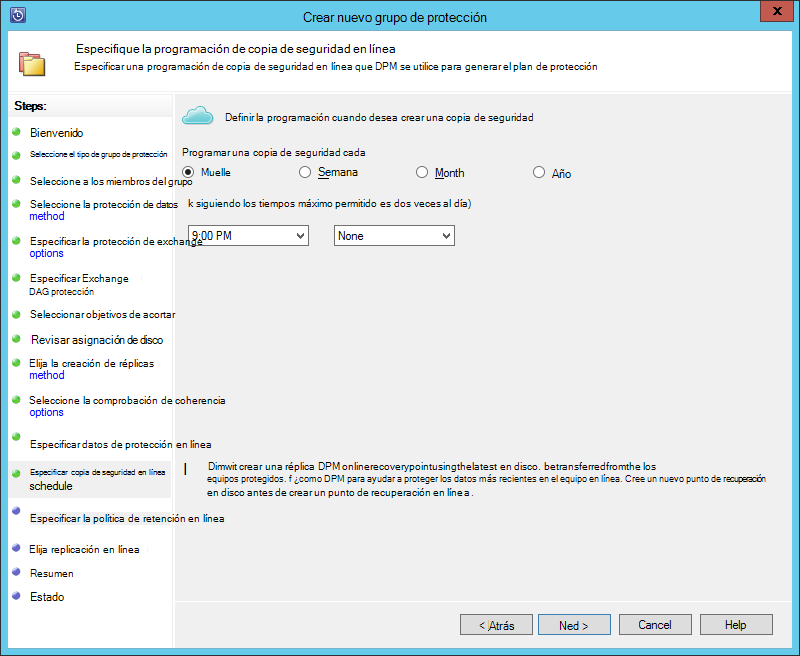 Crear nuevo grupo de protección
X
Especifique la programación de copia de seguridad en línea
Especificar una programación de copia de seguridad en línea que DPM se utilice para generar el plan de protección
Steps:
Bienvenido
Seleccione el tipo de grupo de protección
Seleccione a los miembros del grupo
Seleccione la protección de datos
method
Especificar la protección de exchange
options
Especificar Exchange
DAG protección
Seleccionar objetivos de acortar
Revisar asignación de disco
Elija la creación de réplicas
method
Seleccione la comprobación de coherencia
options
Especificar datos de protección en línea
Especificar copia de seguridad en línea
schedule
Especificar la política de retención en línea
Elija replicación en línea
Resumen
Estado
Definir la programación cuando desea crear una copia de seguridad
Programar una copia de seguridad cada
Muelle
Semana
Month
Año
k siguiendo los tiempos máximo permitido es dos veces al día)
9:00 PM
None
Dimwit crear una réplica DPM onlinerecoverypointusingthelatest en disco. betransferredfromthe los
equipos protegidos. f ¿como DPM para ayudar a proteger los datos más recientes en el equipo en línea. Cree un nuevo punto de recuperación
en disco antes de crear un punto de recuperación en línea.
< Atrás
Ned >
Cancel
Help